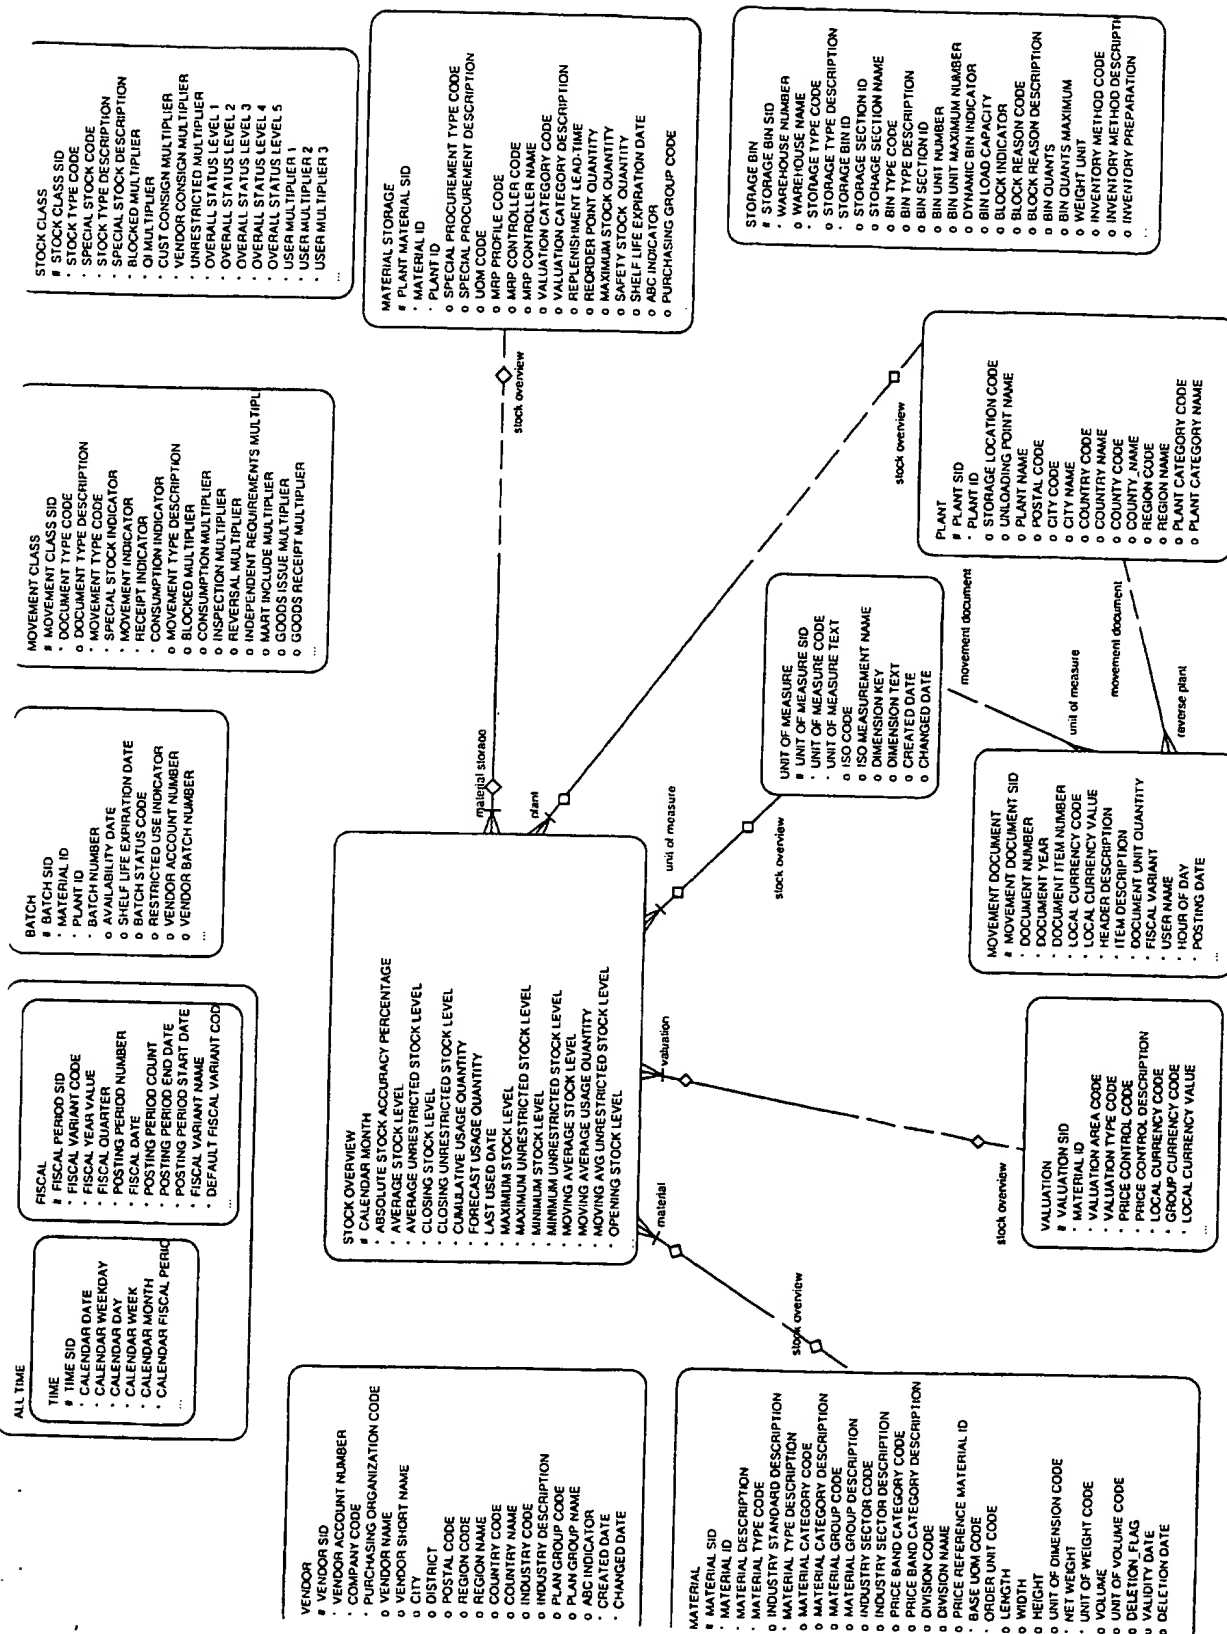 ALL TIME
TIME
# TIME SID
· CALENDAR DATE
· CALENDAR WEEKDAY
· CALENDAR DAY
· CALENDAR WEEK
· CALENDAR MONTH
· CALENDAR FISCAL PERIO
...
FISCAL
# FISCAL PERIOD SID
· FISCAL VARIANT CODE
· FISCAL YEAR VALUE
· FISCAL QUARTER
· POSTING PERIOD NUMBER
· FISCAL DATE
· POSTING PERIOD COUNT
· POSTING PERIOD END DATE
· POSTING PERIOD START DATE
· FISCAL VARIANT NAME
· DEFAULT FISCAL VARIANT COD
...
BATCH
# BATCH SID
· MATERIAL ID
· PLANT ID
· BATCH NUMBER
o AVAILABILITY DATE
o SHELF LIFE EXPIRATION DATE
o BATCH STATUS CODE
o RESTRICTED USE INDICATOR
o VENDOR ACCOUNT NUMBER
o VENDOR BATCH NUMBER
...
MOVEMENT CLASS
# MOVEMENT CLASS SID
· DOCUMENT TYPE CODE
o DOCUMENT TYPE DESCRIPTION
· MOVEMENT TYPE CODE
· SPECIAL STOCK INDICATOR
· MOVEMENT INDICATOR
· RECEIPT INDICATOR
· CONSUMPTION INDICATOR
o MOVEMENT TYPE DESCRIPTION
o BLOCKED MULTIPLIER
o CONSUMPTION MULTIPLIER
o INSPECTION MULTIPLIER
o REVERSAL MULTIPLIER
o INDEPENDENT REQUIREMENTS MULTIPLI
o MART INCLUDE MULTIPLIER
o GOODS ISSUE MULTIPLIER
o GOODS RECEIPT MULTIPLIER
...
STOCK CLASS
# STOCK CLASS SID
· STOCK TYPE CODE
· SPECIAL STOCK CODE
· STOCK TYPE DESCRIPTION
· SPECIAL STOCK DESCRIPTION
· BLOCKED MULTIPLIER
· QI MULTIPLIER
· CUST CONSIGN MULTIPLIER
· VENDOR CONSIGN MULTIPLIER
· UNRESTRICTED MULTIPLIER
· OVERALL STATUS LEVEL 1
· OVERALL STATUS LEVEL 2
· OVERALL STATUS LEVEL 3
· OVERALL STATUS LEVEL 4
· OVERALL STATUS LEVEL 5
· USER MULTIPLIER 1
· USER MULTIPLIER 2
· USER MULTIPLIER 3
...
VENDOR
# VENDOR SID
· VENDOR ACCOUNT NUMBER
· COMPANY CODE
· PURCHASING ORGANIZATION CODE
o VENDOR NAME
o VENDOR SHORT NAME
o CITY
o DISTRICT
o POSTAL CODE
o REGION CODE
o REGION NAME
o COUNTRY CODE
o COUNTRY NAME
o INDUSTRY CODE
o INDUSTRY DESCRIPTION
o PLAN GROUP CODE
o PLAN GROUP NAME
o ABC INDICATOR
· CREATED DATE
· CHANGED DATE
STOCK OVERVIEW
# CALENDAR MONTH
· ABSOLUTE STOCK ACCURACY PERCENTAGE
· AVERAGE STOCK LEVEL
· AVERAGE UNRESTRICTED STOCK LEVEL
· CLOSING STOCK LEVEL
· CLOSING UNRESTRICTED STOCK LEVEL
· CUMULATIVE USAGE QUANTITY
· FORECAST USAGE QUANTITY
· LAST USED DATE
· MAXIMUM STOCK LEVEL
· MAXIMUM UNRESTRICTED STOCK LEVEL
· MINIMUM STOCK LEVEL
· MINIMUM UNRESTRICTED STOCK LEVEL
· MOVING AVERAGE STOCK LEVEL
· MOVING AVERAGE USAGE QUANTITY
· MOVING AVG UNRESTRICTED STOCK LEVEL
· OPENING STOCK LEVEL
...
material storage
stock overview
plant
stock overview
unit of measure
stock overview
valuation
stock overview
material
stock overview
MATERIAL STORAGE
# PLANT MATERIAL SID
· MATERIAL ID
· PLANT ID
o SPECIAL PROCUREMENT TYPE CODE
o SPECIAL PROCUREMENT DESCRIPTION
o UOM CODE
o MRP PROFILE CODE
o MRP CONTROLLER CODE
o MRP CONTROLLER NAME
o VALUATION CATEGORY CODE
o VALUATION CATEGORY DESCRIPTION
o REPLENISHMENT LEAD-TIME
o REORDER POINT QUANTITY
o MAXIMUM STOCK QUANTITY
o SAFETY STOCK QUANTITY
o SHELF LIFE EXPIRATION DATE
o ABC INDICATOR
o PURCHASING GROUP CODE
MATERIAL
# MATERIAL SID
· MATERIAL ID
· MATERIAL DESCRIPTION
· MATERIAL TYPE CODE
o INDUSTRY STANDARD DESCRIPTION
· MATERIAL TYPE DESCRIPTION
o MATERIAL CATEGORY CODE
o MATERIAL CATEGORY DESCRIPTION
o MATERIAL GROUP CODE
o MATERIAL GROUP DESCRIPTION
o INDUSTRY SECTOR CODE
o INDUSTRY SECTOR DESCRIPTION
o PRICE BAND CATEGORY CODE
o PRICE BAND CATEGORY DESCRIPTION
o DIVISION CODE
o DIVISION NAME
o PRICE REFERENCE MATERIAL ID
· BASE UOM CODE
· ORDER UNIT CODE
o LENGTH
o WIDTH
o HEIGHT
o UNIT OF DIMENSION CODE
· NET WEIGHT
· UNIT OF WEIGHT CODE
o VOLUME
o UNIT OF VOLUME CODE
o DELETION_FLAG
VALIDITY DATE
o DELETION DATE
VALUATION
# VALUATION SID
· MATERIAL ID
· VALUATION AREA CODE
· VALUATION TYPE CODE
· PRICE CONTROL CODE
· PRICE CONTROL DESCRIPTION
· LOCAL CURRENCY CODE
· GROUP CURRENCY CODE
· LOCAL CURRENCY VALUE
...
UNIT OF MEASURE
# UNIT OF MEASURE SID
· UNIT OF MEASURE CODE
· UNIT OF MEASURE TEXT
o ISO CODE
o ISO MEASUREMENT NAME
o DIMENSION KEY
o DIMENSION TEXT
o CREATED DATE
o CHANGED DATE
MOVEMENT DOCUMENT
# MOVEMENT DOCUMENT SID
· DOCUMENT NUMBER
· DOCUMENT YEAR
· DOCUMENT ITEM NUMBER
· LOCAL CURRENCY CODE
· LOCAL CURRENCY VALUE
· HEADER DESCRIPTION
· ITEM DESCRIPTION
· DOCUMENT UNIT QUANTITY
· FISCAL VARIANT
· USER NAME
· HOUR OF DAY
· POSTING DATE
...
movement document
unit of measure
movement document
reverse plant
PLANT
# PLANT SID
· PLANT ID
o STORAGE LOCATION CODE
o UNLOADING POINT NAME
o PLANT NAME
o POSTAL CODE
o CITY CODE
o CITY NAME
o COUNTRY CODE
o COUNTRY NAME
o COUNTY CODE
o COUNTY_NAME
o REGION CODE
o REGION NAME
o PLANT CATEGORY CODE
o PLANT CATEGORY NAME
STORAGE BIN
# STORAGE BIN SID
· WAREHOUSE NUMBER
o WAREHOUSE NAME
· STORAGE TYPE CODE
o STORAGE TYPE DESCRIPTION
· STORAGE BIN ID
o STORAGE SECTION ID
o STORAGE SECTION NAME
o BIN TYPE CODE
o BIN TYPE DESCRIPTION
o BIN SECTION ID
o BIN UNIT NUMBER
o BIN UNIT MAXIMUM NUMBER
o DYNAMIC BIN INDICATOR
o BIN LOAD CAPACITY
o BLOCK INDICATOR
o BLOCK REASON CODE
o BLOCK REASON DESCRIPTION
o BIN QUANTS
o BIN QUANTS MAXIMUM
o WEIGHT UNIT
o INVENTORY METHOD CODE
o INVENTORY METHOD DESCRIPTI
o INVENTORY PREPARATION
...